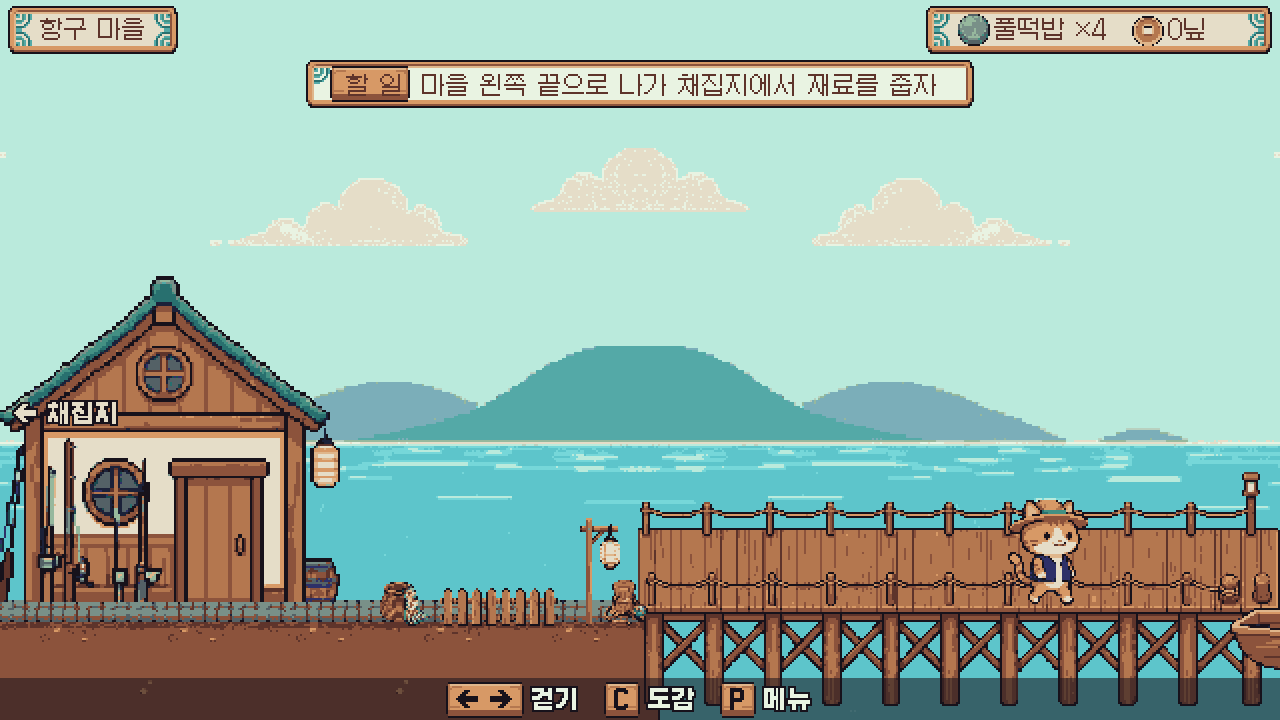 항구 마을
풀떡밥 ×4 0닢
할 일 마을 왼쪽 끝으로 나가 채집지에서 재료를 줍자
← 채집지
← → 걷기 C 도감 P 메뉴